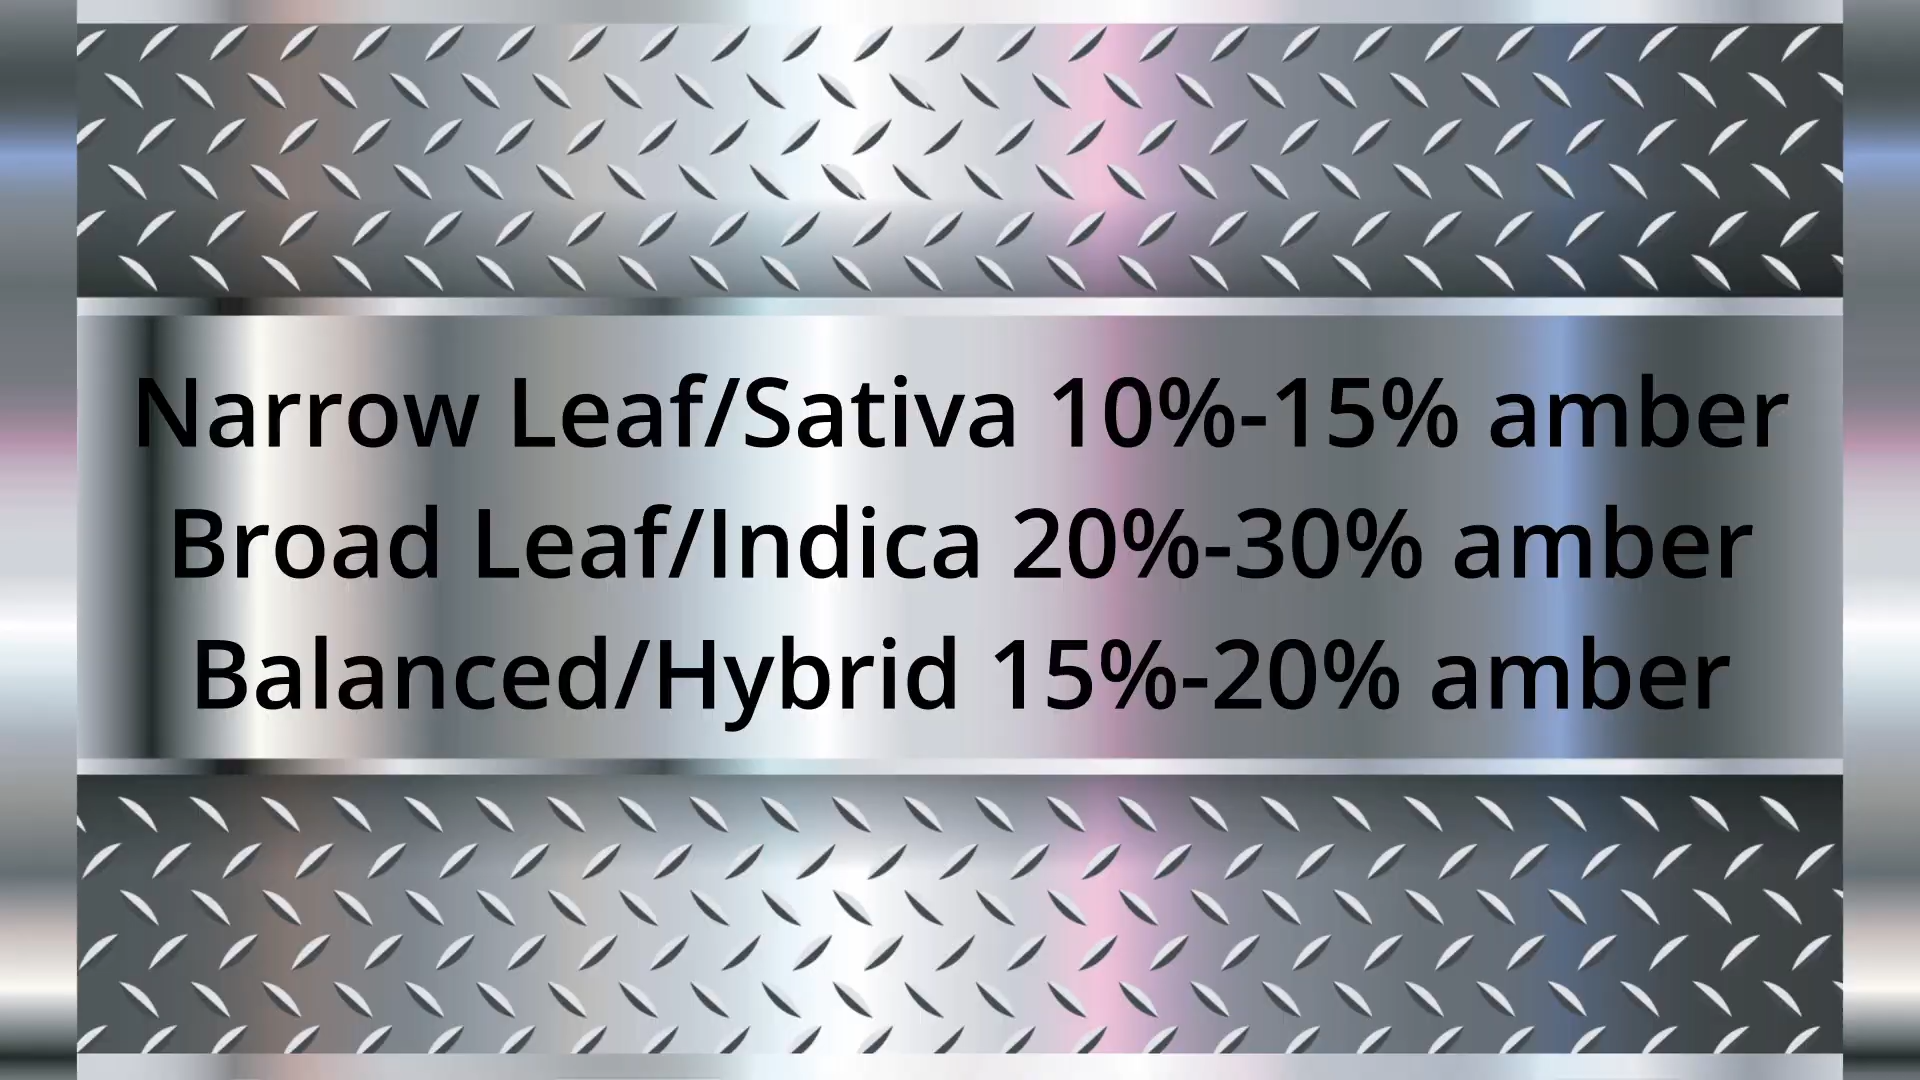 Narrow Leaf/Sativa 10%-15% amber
Broad Leaf/Indica 20%-30% amber
Balanced/Hybrid 15%-20% amber